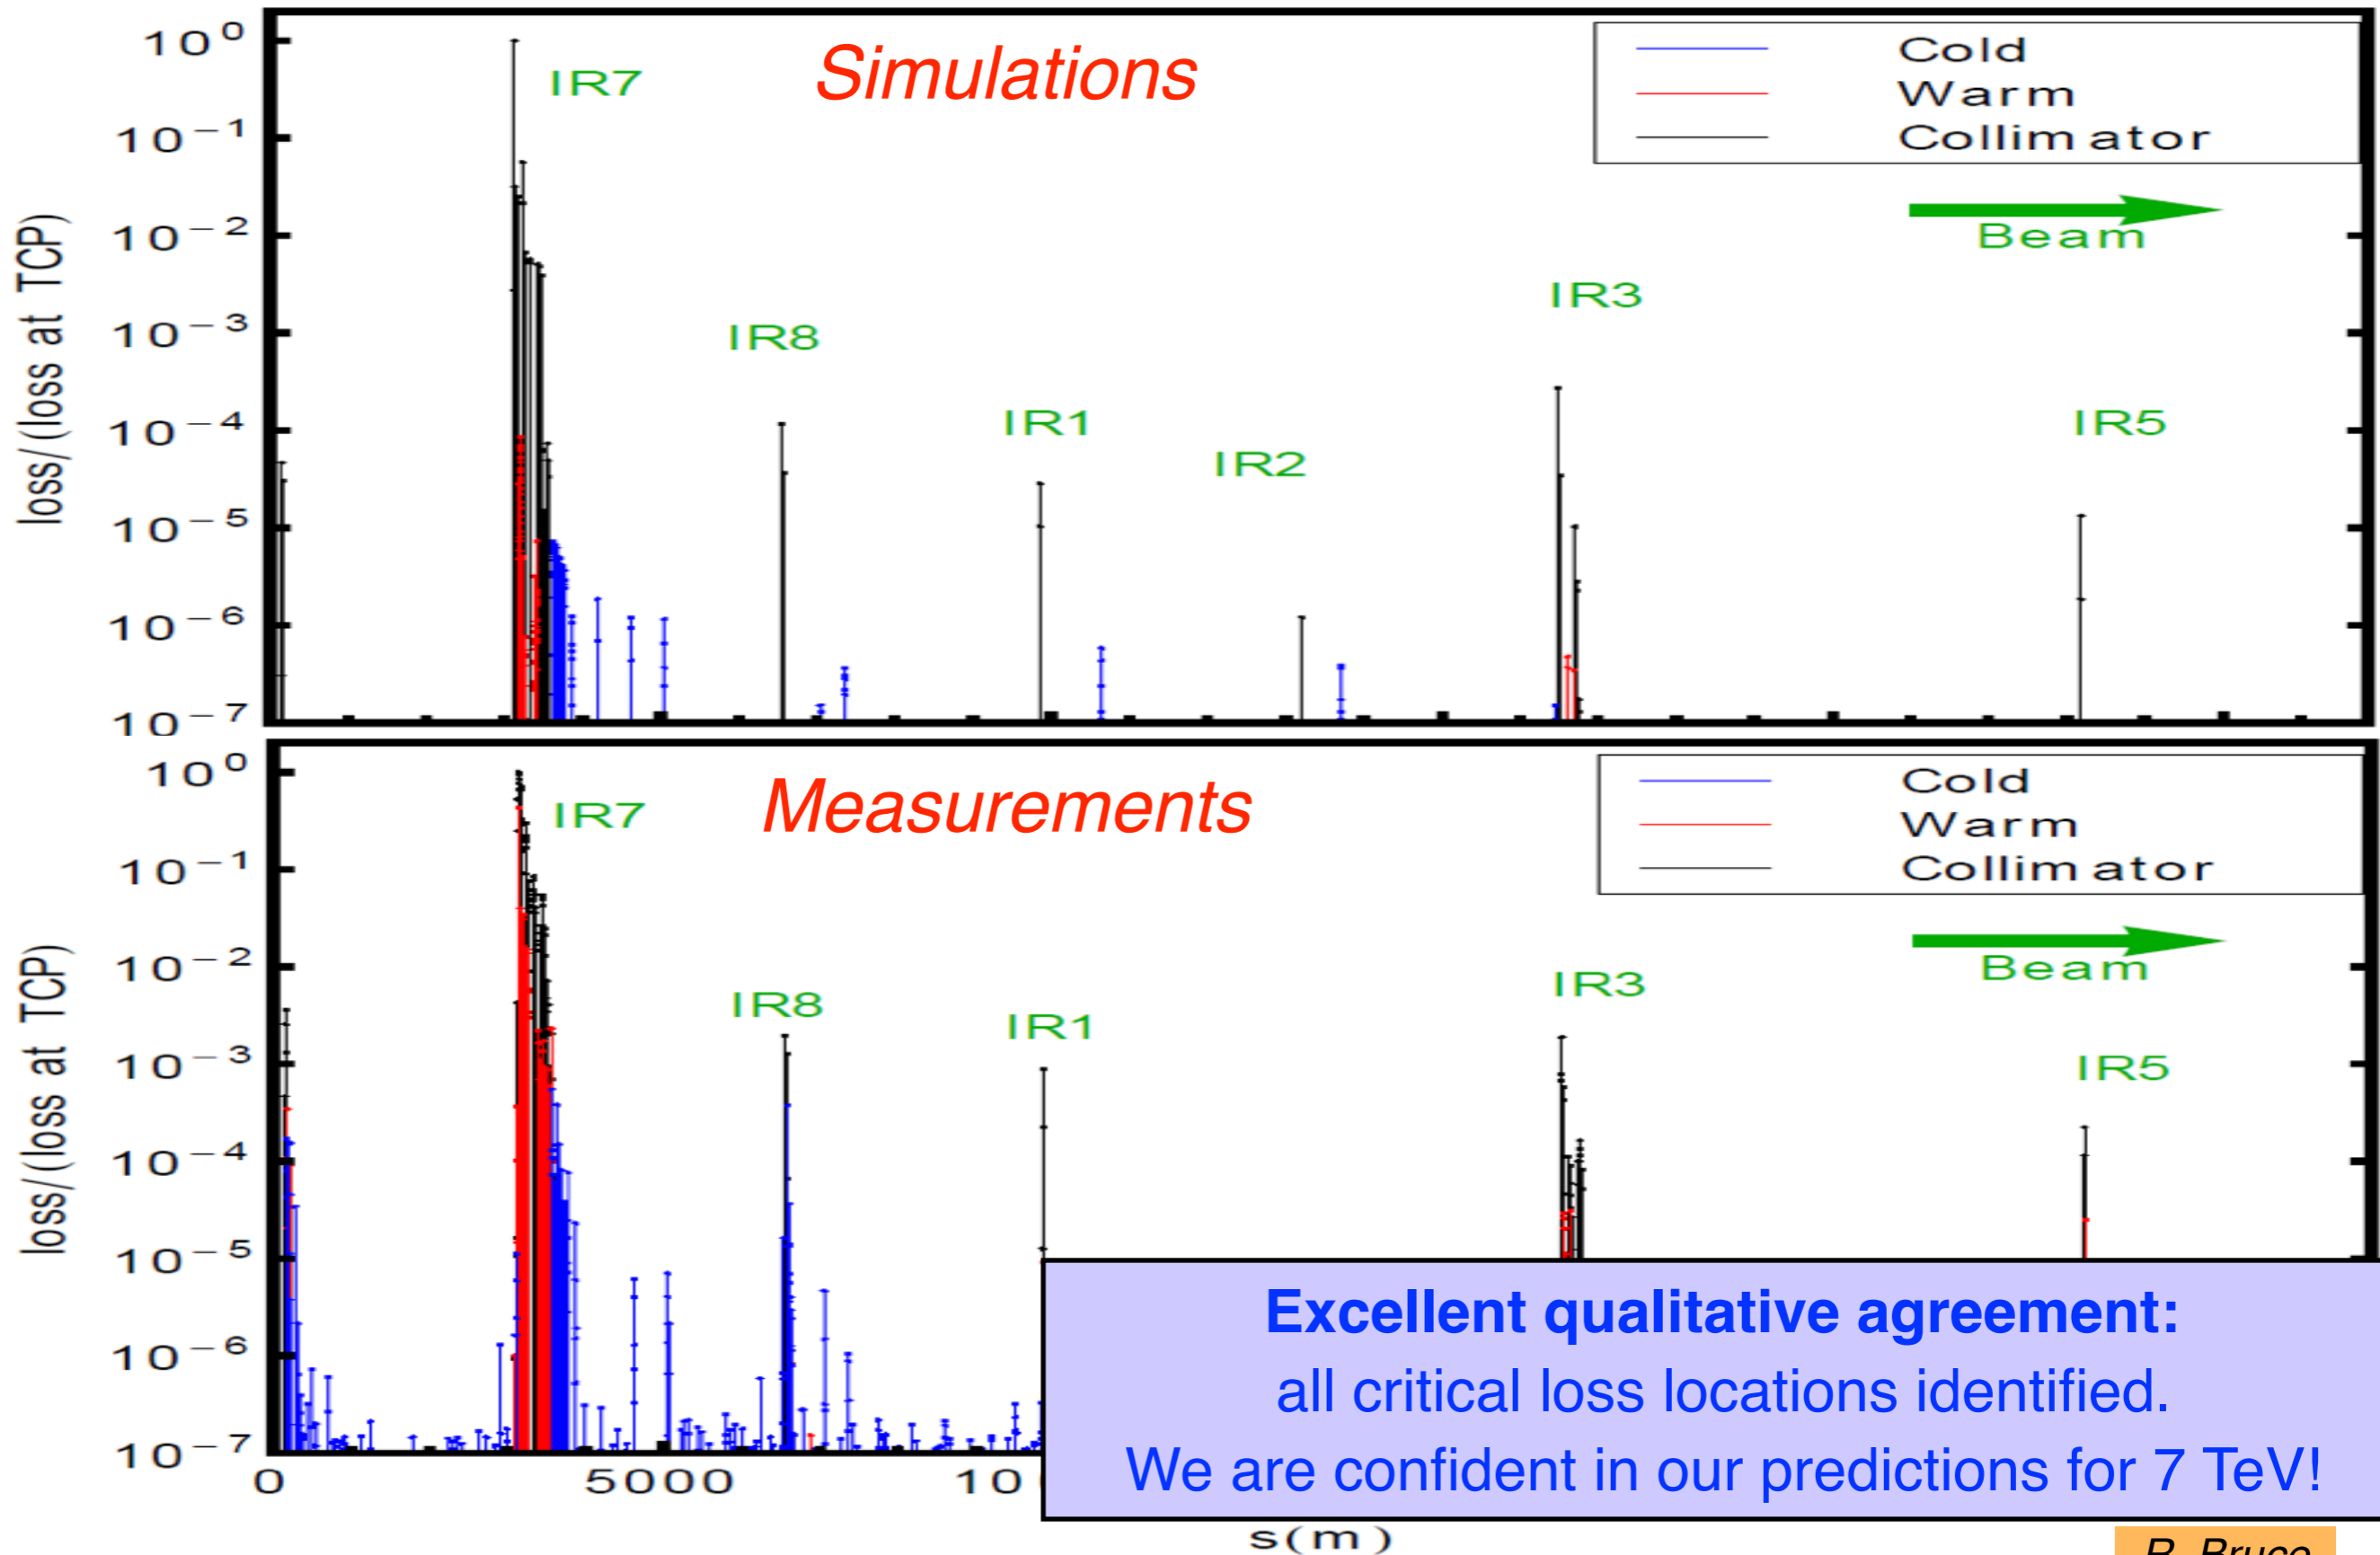 Simulations
10⁰
10⁻¹
10⁻²
10⁻³
10⁻⁴
10⁻⁵
10⁻⁶
10⁻⁷
loss/(loss at TCP)
Cold
Warm
Collimator
Beam
IR7
IR8
IR1
IR2
IR3
IR5
Measurements
10⁰
10⁻¹
10⁻²
10⁻³
10⁻⁴
10⁻⁵
10⁻⁶
10⁻⁷
loss/(loss at TCP)
Cold
Warm
Collimator
Beam
IR7
IR8
IR1
IR3
IR5
Excellent qualitative agreement:
all critical loss locations identified.
We are confident in our predictions for 7 TeV!
0 5000 10
s(m)
R. Bruce